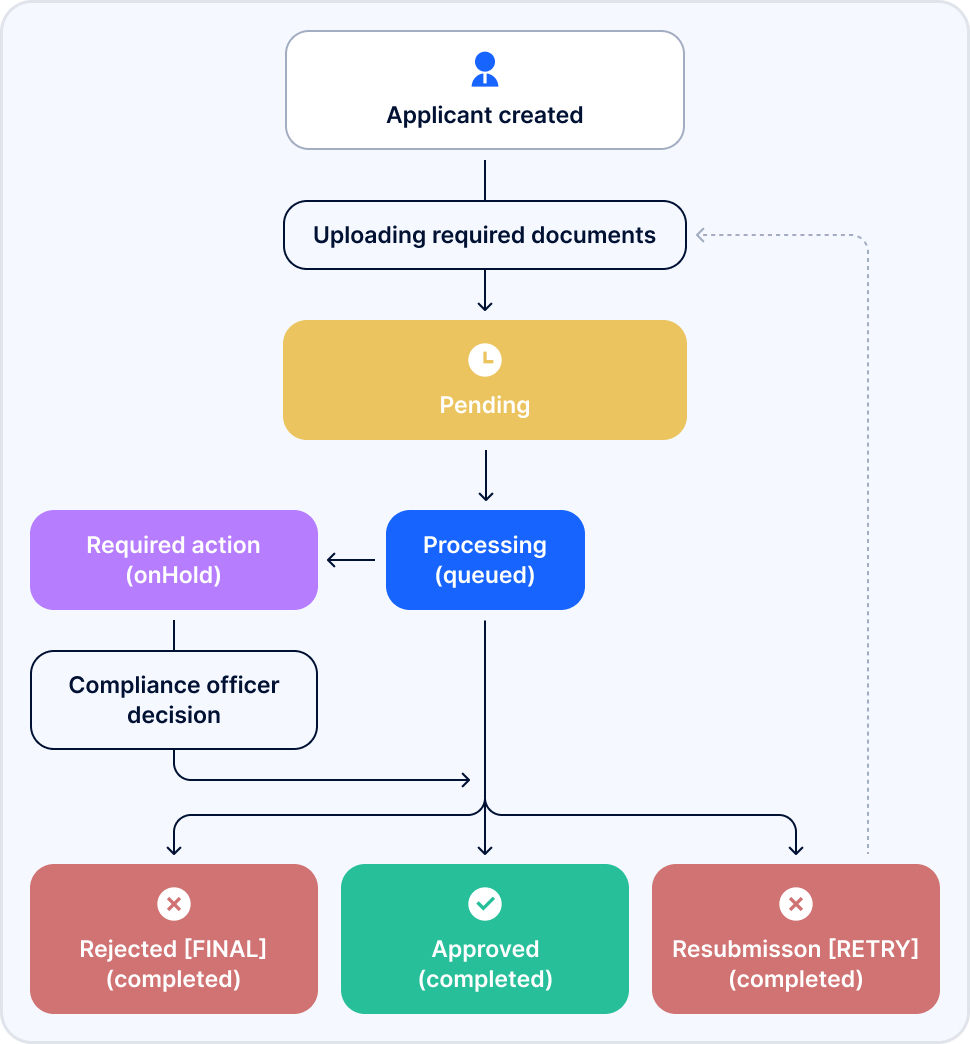 Applicant created
Uploading required documents
Pending
Required action
(onHold)
Processing
(queued)
Compliance officer
decision
Rejected [FINAL]
(completed)
Approved
(completed)
Resubmisson [RETRY]
(completed)